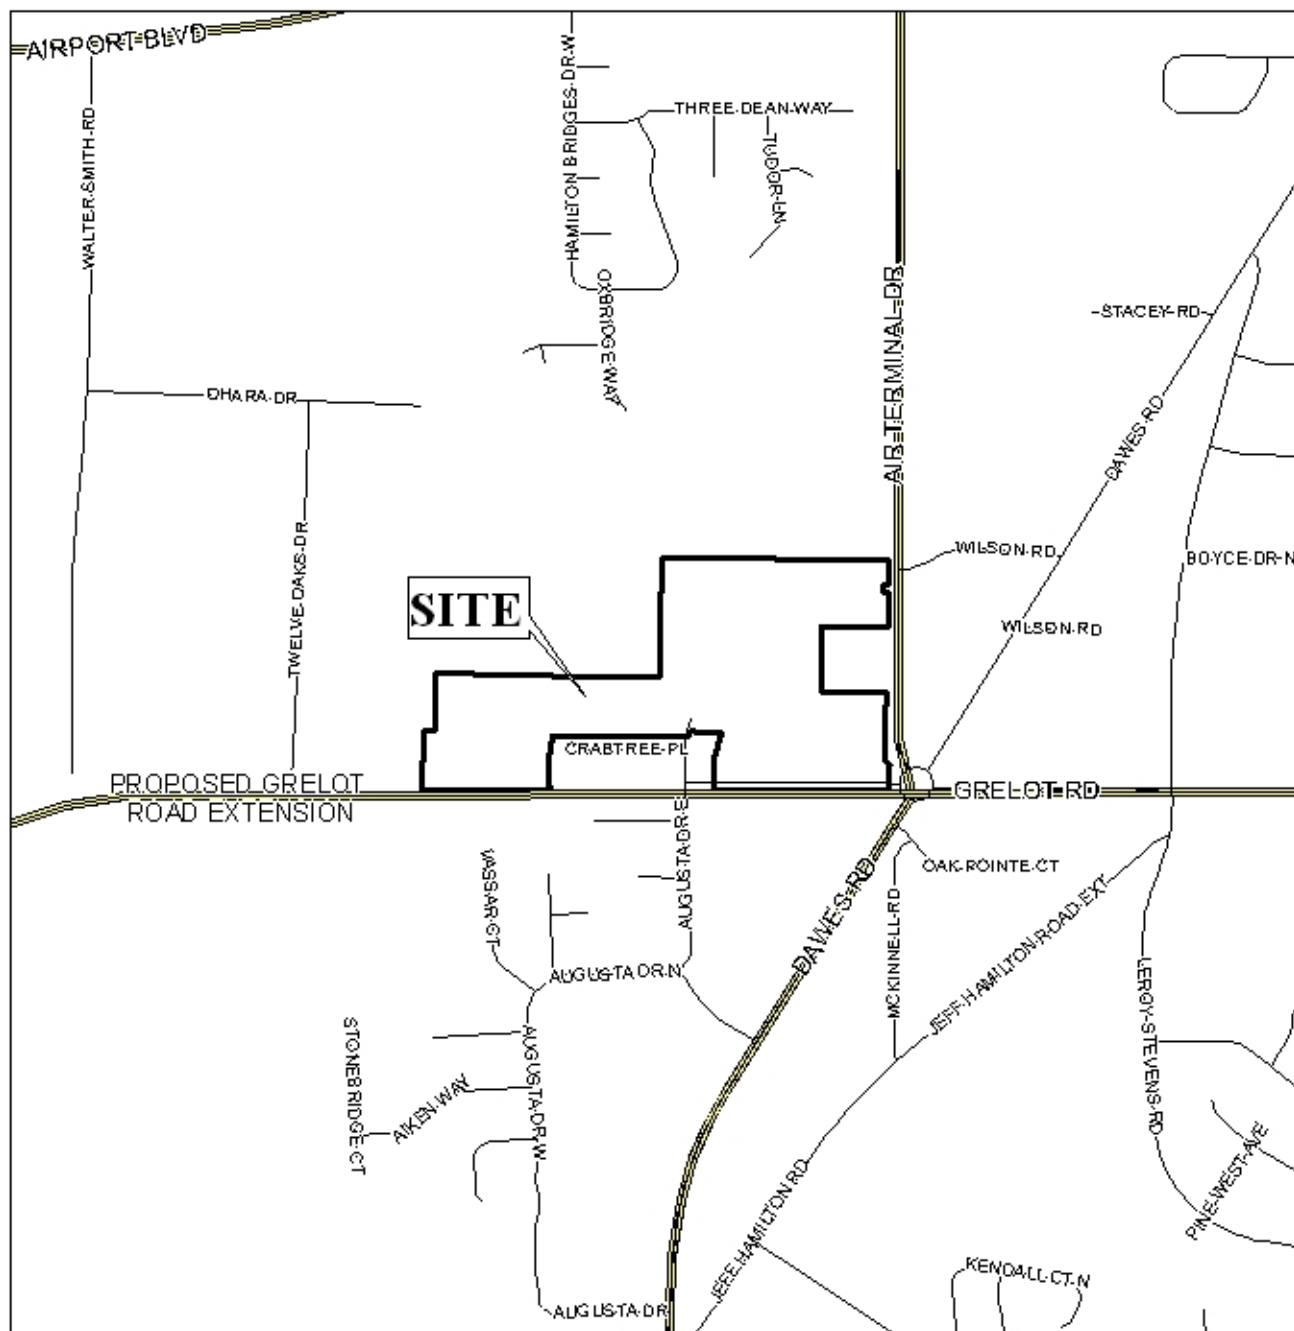 AIRPORT BLVD
WALTER SMITH RD
HAMILTON BRIDGES DR W
THREE DEAN WAY
TUDOR LN
OXBRIDGE WAY
AIR TERMINAL DR
STACEY RD
DAWES RD
OHARA DR
TWELVE OAKS DR
WILSON RD
BOYCE DR N
SITE
WILSON RD
CRABTREE PL
PROPOSED GRELOT
ROAD EXTENSION
GRELOT RD
AUGUSTA DR E
VASSAR CT
DAWES RD
OAK POINTE CT
MCKINNELL RD
JEFF HAMILTON ROAD EXT
LEROY STEVENS RD
AUGUSTA DR N
STONEBRIDGE CT
AIKEN WAY
AUGUSTA DR W
PINE WEST AVE
JEFF HAMILTON RD
KENDALL CT N
AUGUSTA DR